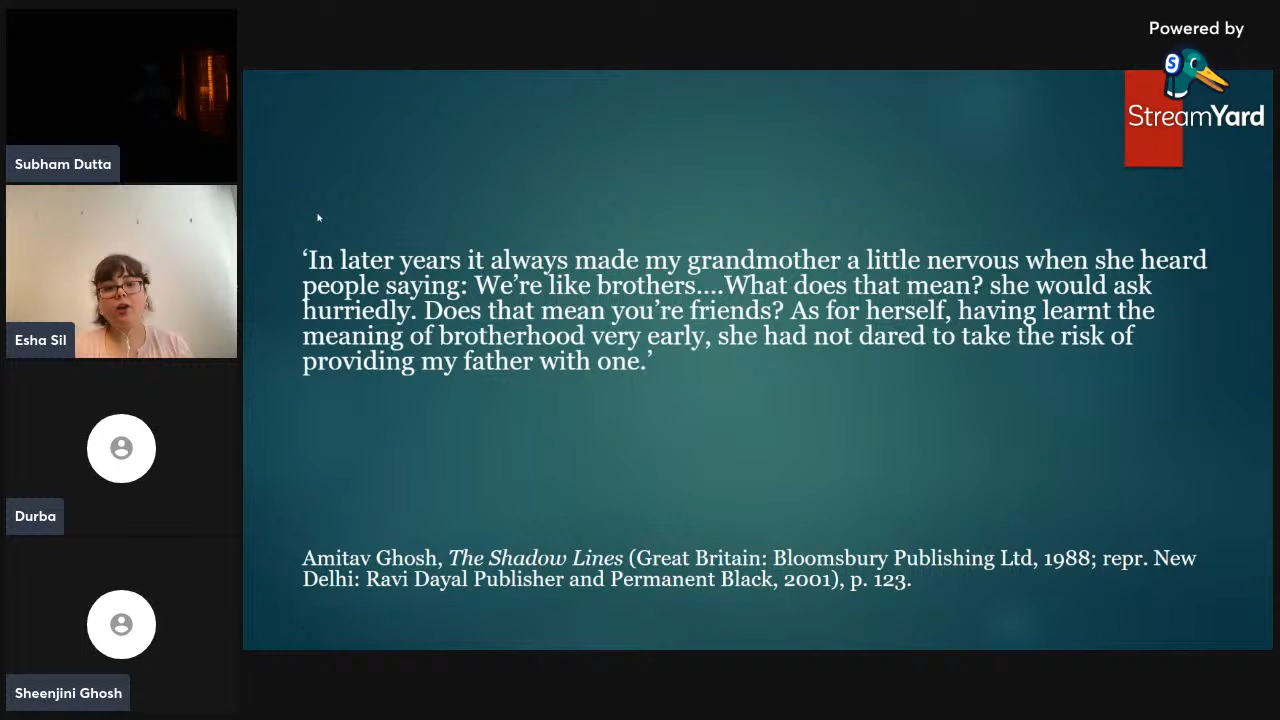 Powered by
S
StreamYard
Subham Dutta
Esha Sil
Durba
Sheenjini Ghosh
‘In later years it always made my grandmother a little nervous when she heard
people saying: We’re like brothers....What does that mean? she would ask
hurriedly. Does that mean you’re friends? As for herself, having learnt the
meaning of brotherhood very early, she had not dared to take the risk of
providing my father with one.’
Amitav Ghosh, The Shadow Lines (Great Britain: Bloomsbury Publishing Ltd, 1988; repr. New
Delhi: Ravi Dayal Publisher and Permanent Black, 2001), p. 123.